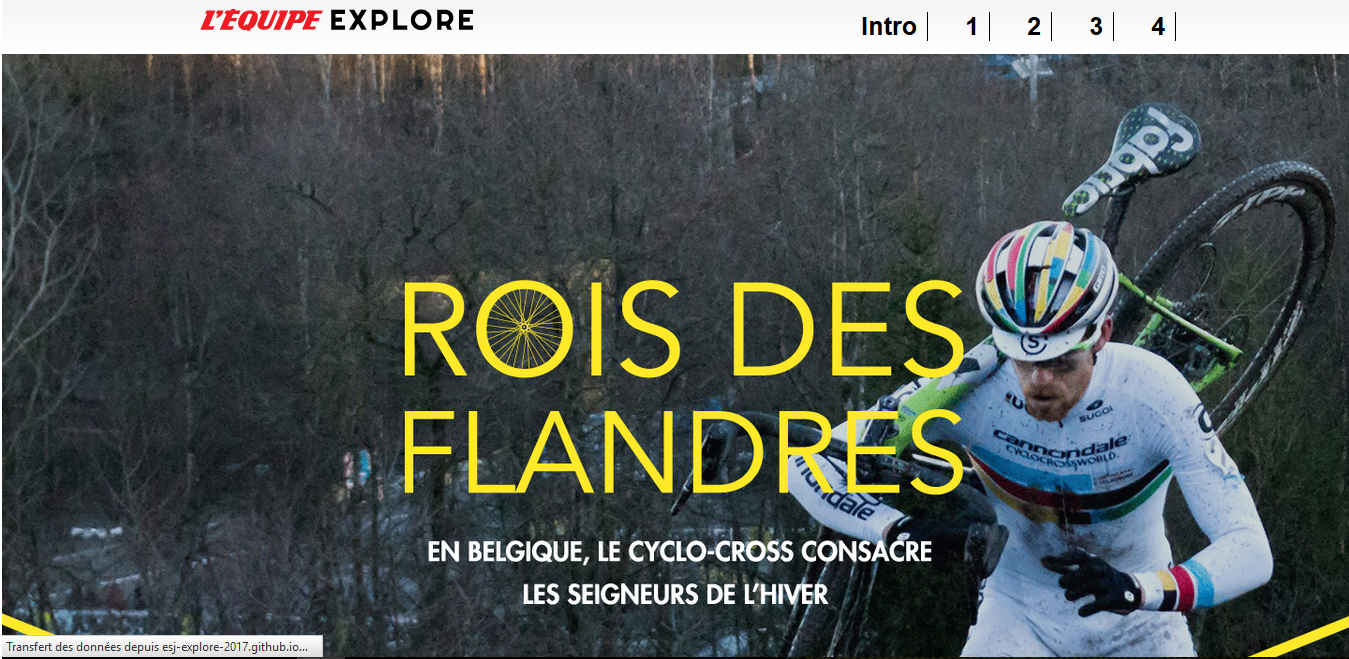 L'ÉQUIPE EXPLORE
Intro 1 2 3 4
fabric
ROIS DES
FLANDRES
SUGOI
cannondale
CYCLOCROSSWORLD.
EN BELGIQUE, LE CYCLO-CROSS CONSACRE
LES SEIGNEURS DE L'HIVER
Transfert des données depuis esj-explore-2017.github.io...